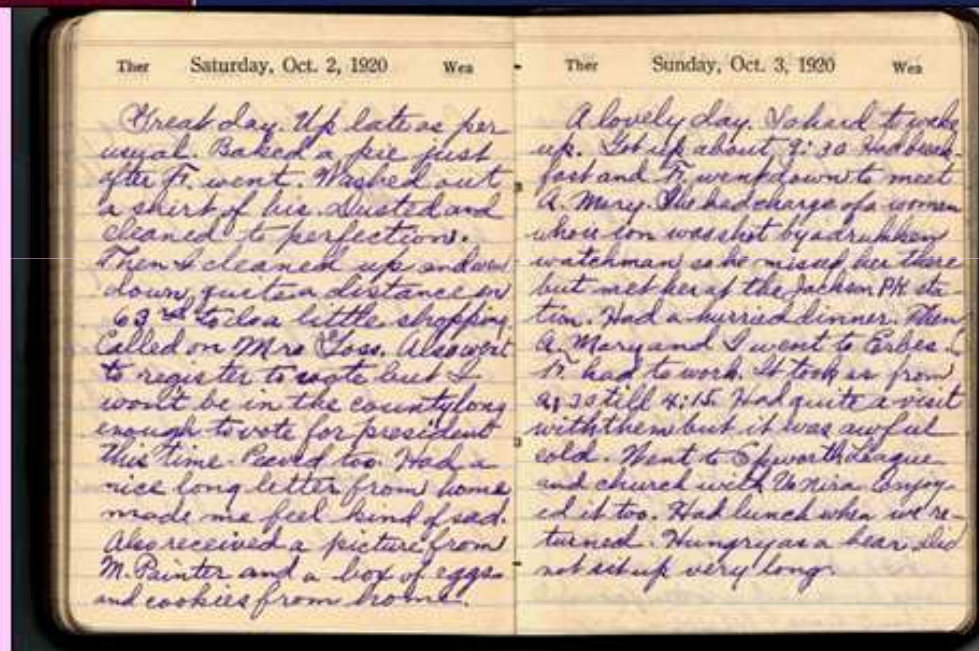 Ther Saturday, Oct. 2, 1920 Wea
Great day. Up late as per
usual. Baked a pie just
after Fr. went. Washed out
a shirt of his. Dusted and
cleaned to perfection.
Then I cleaned up and went
down quite a distance on
63rd to do a little shopping.
Called on Mrs Goss. Also went
to register to vote but I
won't be in the county long
enough to vote for president
this time. Peeved too. Had a
nice long letter from home
made me feel kind of sad.
Also received a picture from
M. Painter and a box of eggs
and cookies from home.
Ther Sunday, Oct. 3, 1920 Wea
A lovely day. So hard to wake
up. Got up about 9:30 Had break-
fast and Fr. went down to meet
A. Mary. She had charge of a woman
whose son was shot by a drunken
watchman so he missed her there
but met her at the Jackson Pk sta-
tion. Had a hurried dinner. Then
A. Mary and I went to
Fr. had to work. It took us from
till 4:15. Had quite a visit
with them but it was awful
cold. Went to Epworth League
and church with Enjoy-
ed it too. Had lunch when we re-
turned. Hungry as a bear Did
not sit up very long.